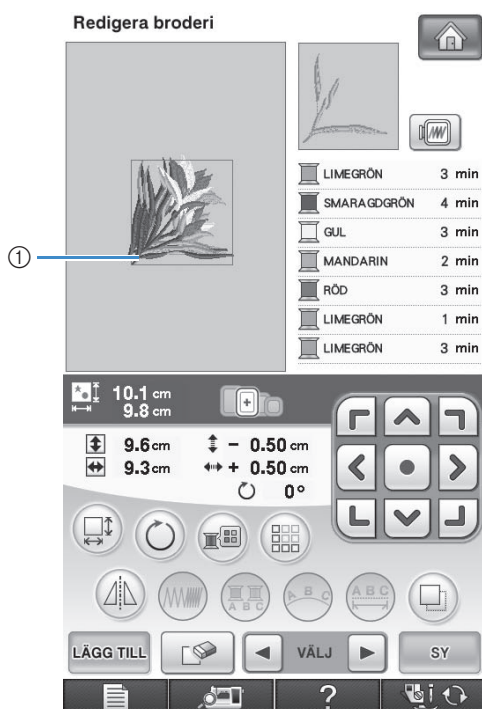 Redigera broderi
LIMEGRÖN 3 min
SMARAGDGRÖN 4 min
GUL 3 min
MANDARIN 2 min
RÖD 3 min
LIMEGRÖN 1 min
LIMEGRÖN 3 min
①
10.1 cm
9.8 cm
9.6 cm - 0.50 cm
9.3 cm + 0.50 cm
0°
A B C
A B C
A B C
LÄGG TILL VÄLJ SY
?